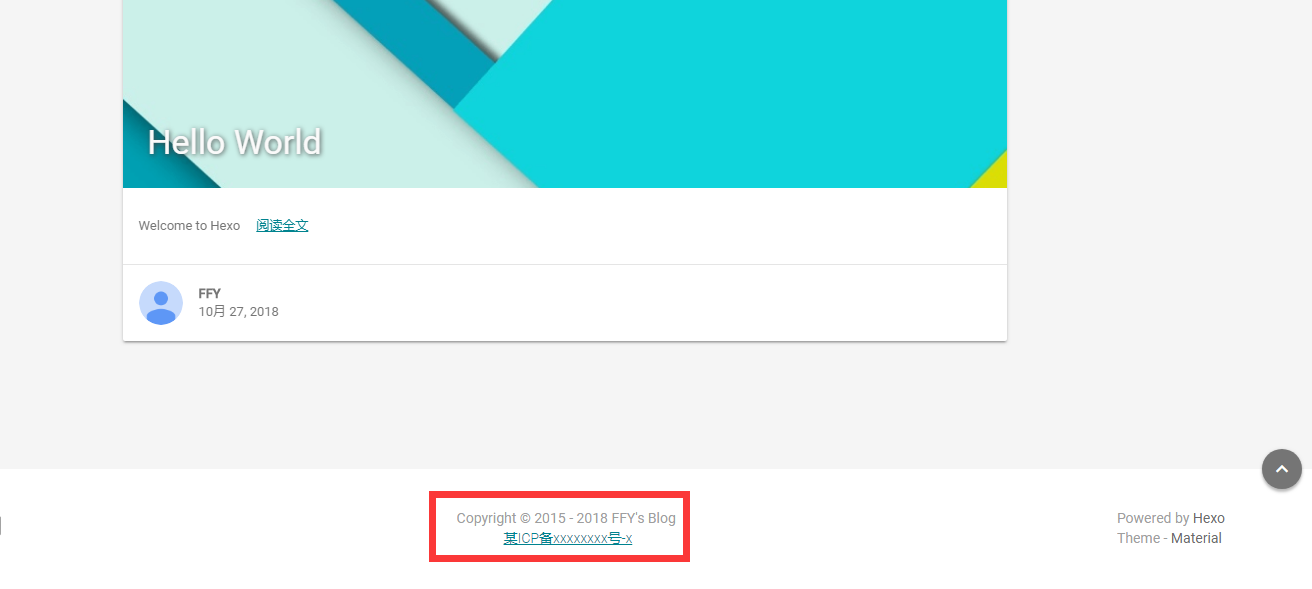 Hello World
Welcome to Hexo 阅读全文
FFY
10月 27, 2018
Copyright © 2015 - 2018 FFY's Blog
某ICP备xxxxxxxx号-x
Powered by Hexo
Theme - Material